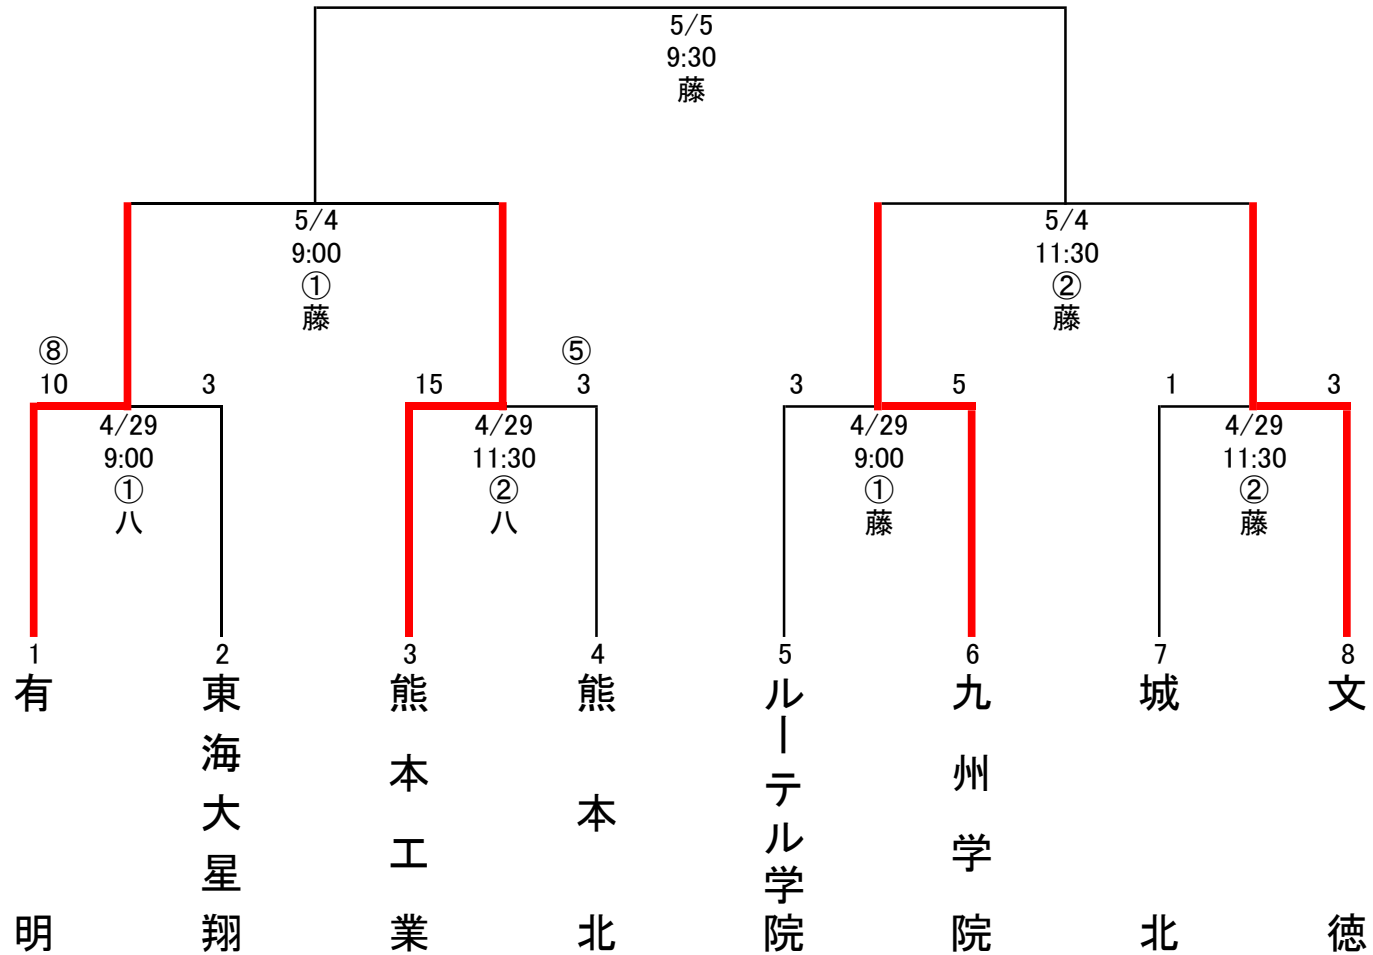 5/5
9:30
藤
5/4
9:00
①
藤
5/4
11:30
②
藤
⑧
⑤
10
3
15
3
3
5
1
3
4/29
9:00
①
八
4/29
11:30
②
八
4/29
9:00
①
藤
4/29
11:30
②
藤
1
有明
2
東海大星翔
3
熊本工業
4
熊本北
5
ルーテル学院
6
九州学院
7
城北
8
文徳